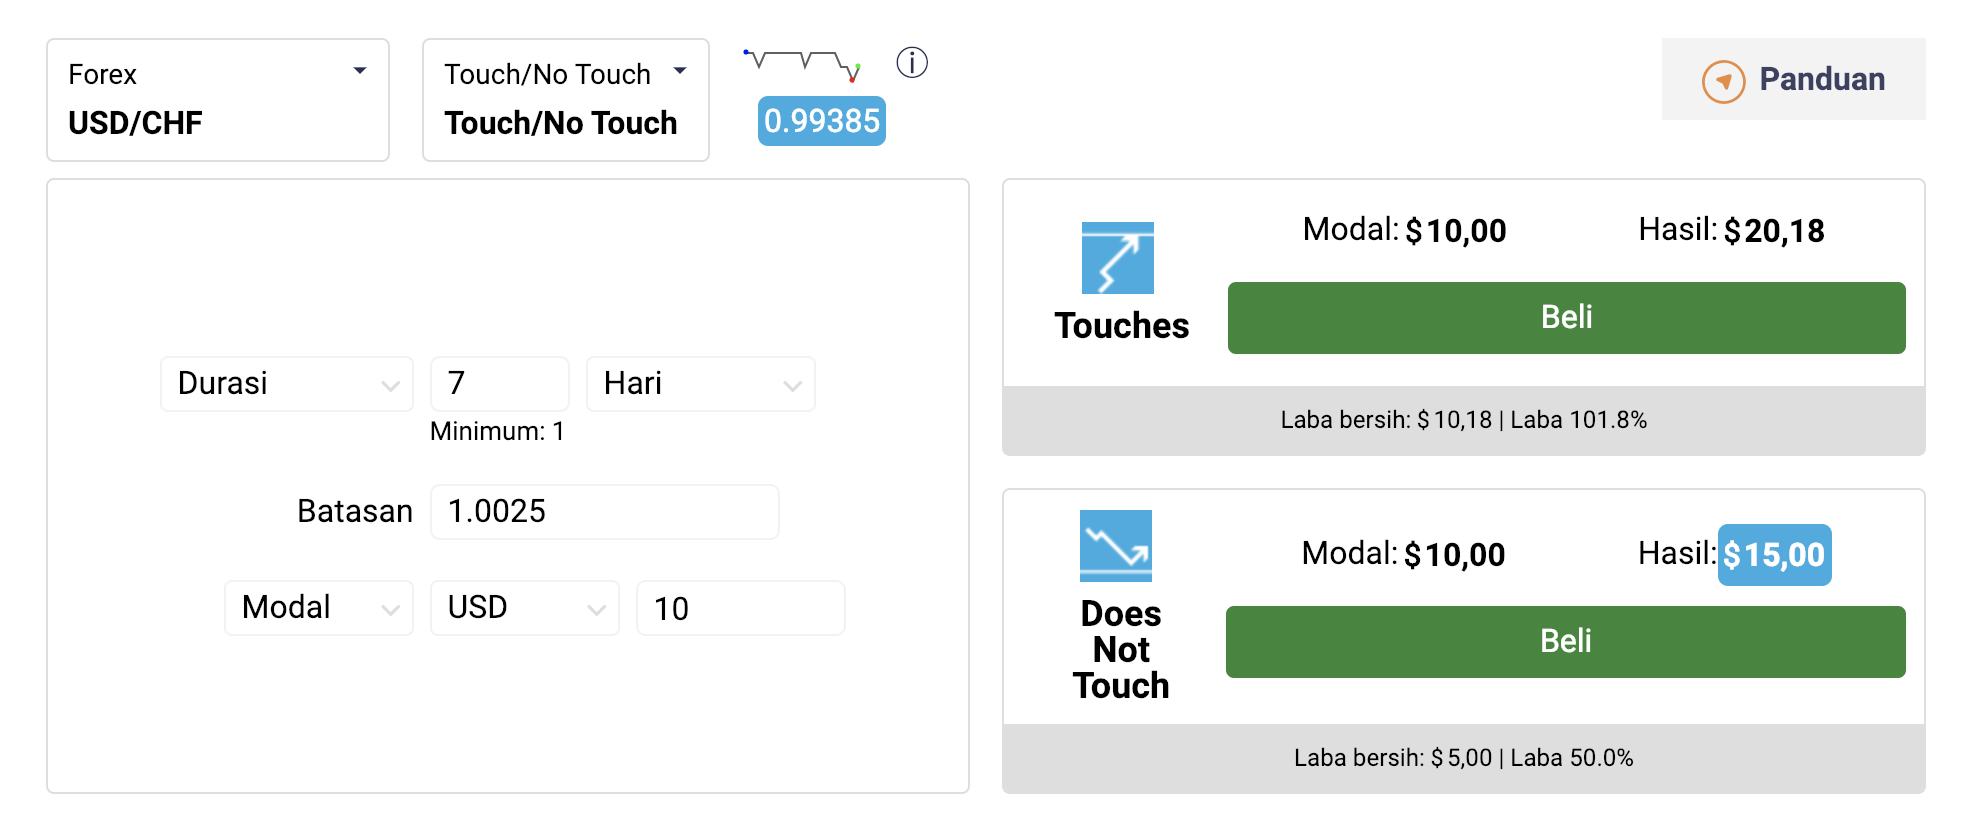 Forex
USD/CHF
Touch/No Touch
Touch/No Touch
0.99385
Panduan
Durasi
7
Hari
Minimum: 1
Batasan
1.0025
Modal
USD
10
Touches
Modal: $10,00
Hasil: $20,18
Beli
Laba bersih: $10,18 | Laba 101.8%
Does
Not
Touch
Modal: $10,00
Hasil: $15,00
Beli
Laba bersih: $5,00 | Laba 50.0%